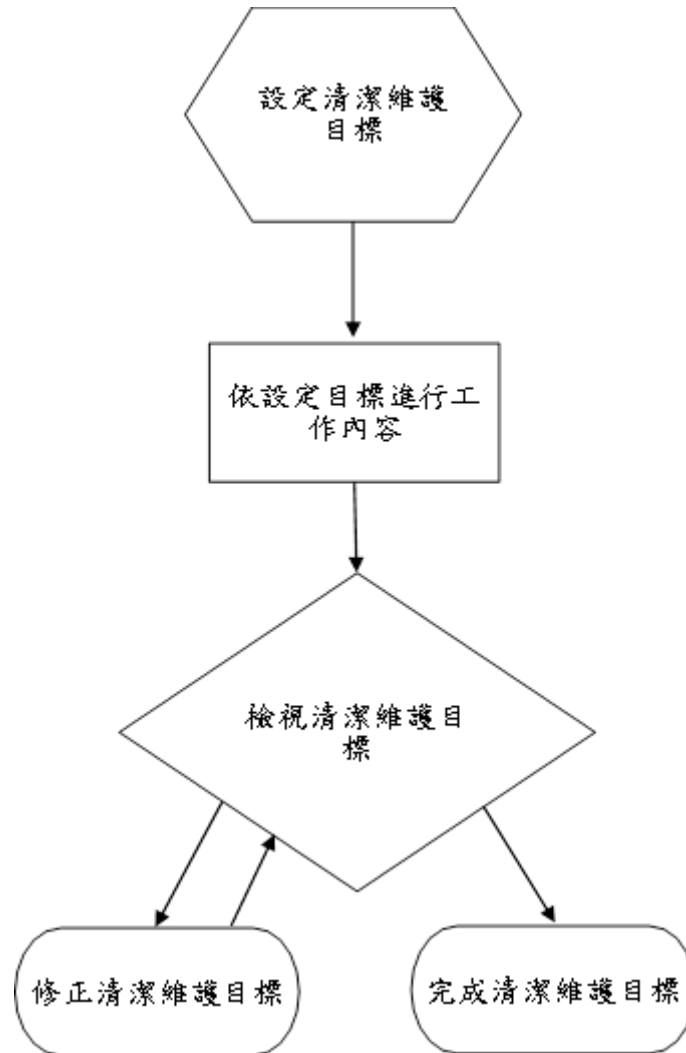 設定清潔維護
目標
依設定目標進行工
作內容
檢視清潔維護目
標
修正清潔維護目標
完成清潔維護目標